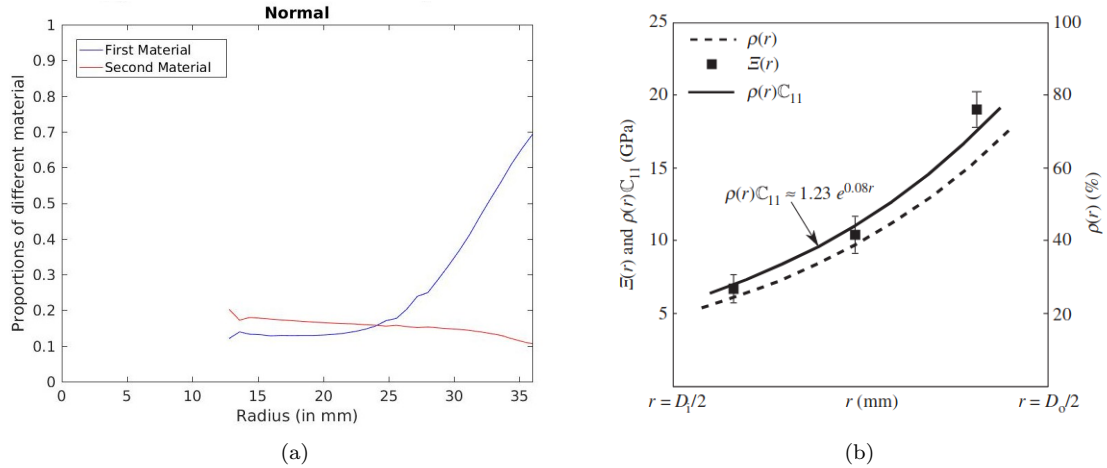 Normal
1
0.9
0.8
0.7
0.6
0.5
0.4
0.3
0.2
0.1
0
Proportions of different material
First Material
Second Material
0 5 10 15 20 25 30 35
Radius (in mm)
(a)
25
20
15
10
5
Ξ(r) and ρ(r)ℂ₁₁ (GPa)
ρ(r)
Ξ(r)
ρ(r)ℂ₁₁
ρ(r)ℂ₁₁ ≈ 1.23 e^0.08r
100
80
60
40
20
ρ(r) (%)
r = Dᵢ/2 r (mm) r = Dₒ/2
(b)